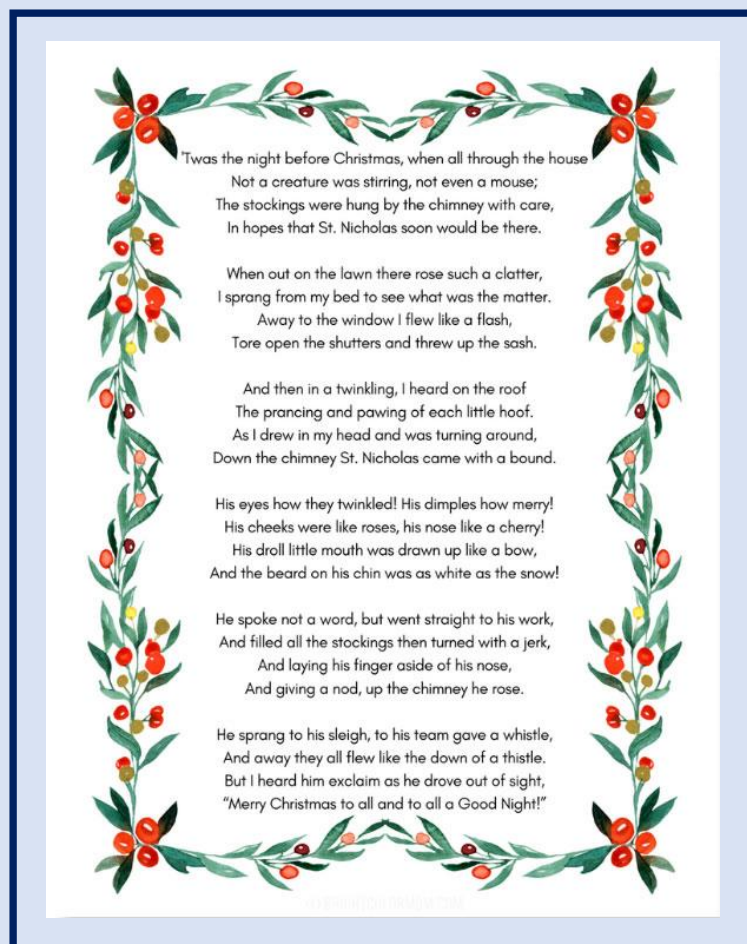 'Twas the night before Christmas, when all through the house
Not a creature was stirring, not even a mouse;
The stockings were hung by the chimney with care,
In hopes that St. Nicholas soon would be there.
When out on the lawn there rose such a clatter,
I sprang from my bed to see what was the matter.
Away to the window I flew like a flash,
Tore open the shutters and threw up the sash.
And then in a twinkling, I heard on the roof
The prancing and pawing of each little hoof.
As I drew in my head and was turning around,
Down the chimney St. Nicholas came with a bound.
His eyes how they twinkled! His dimples how merry!
His cheeks were like roses, his nose like a cherry!
His droll little mouth was drawn up like a bow,
And the beard on his chin was as white as the snow!
He spoke not a word, but went straight to his work,
And filled all the stockings then turned with a jerk,
And laying his finger aside of his nose,
And giving a nod, up the chimney he rose.
He sprang to his sleigh, to his team gave a whistle,
And away they all flew like the down of a thistle.
But I heard him exclaim as he drove out of sight,
“Merry Christmas to all and to all a Good Night!”